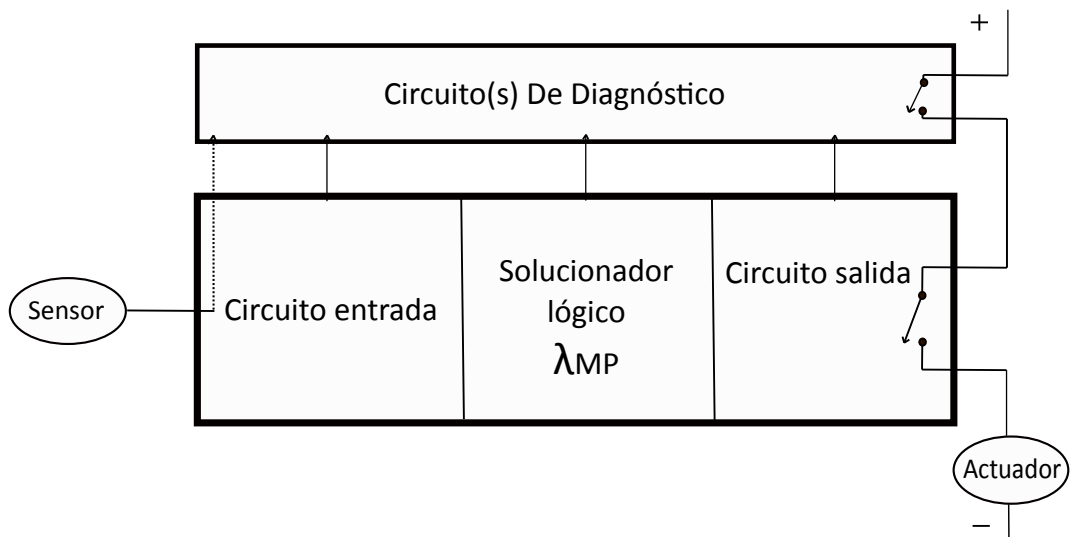 +
Circuito(s) De Diagnóstico
Sensor
Circuito entrada
Solucionador
lógico
λMP
Circuito salida
Actuador
−